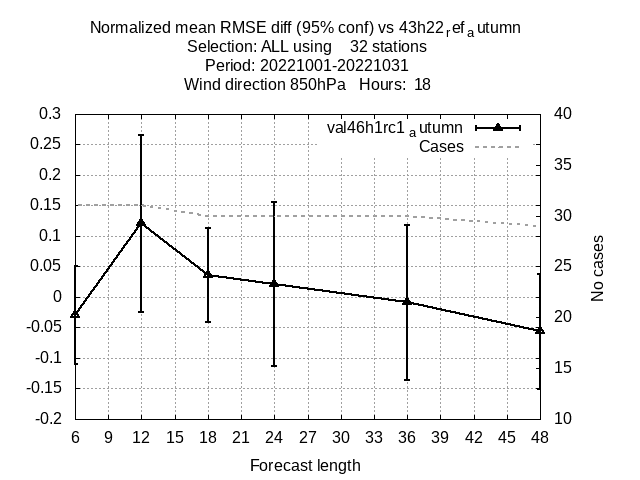 Normalized mean RMSE diff (95% conf) vs 43h22refautumn
Selection: ALL using 32 stations
Period: 20221001-20221031
Wind direction 850hPa Hours: 18
val46h1rc1autumn
Cases
0.3
0.25
0.2
0.15
0.1
0.05
0
-0.05
-0.1
-0.15
-0.2
40
35
30
25
20
15
10
No cases
6 9 12 15 18 21 24 27 30 33 36 39 42 45 48
Forecast length